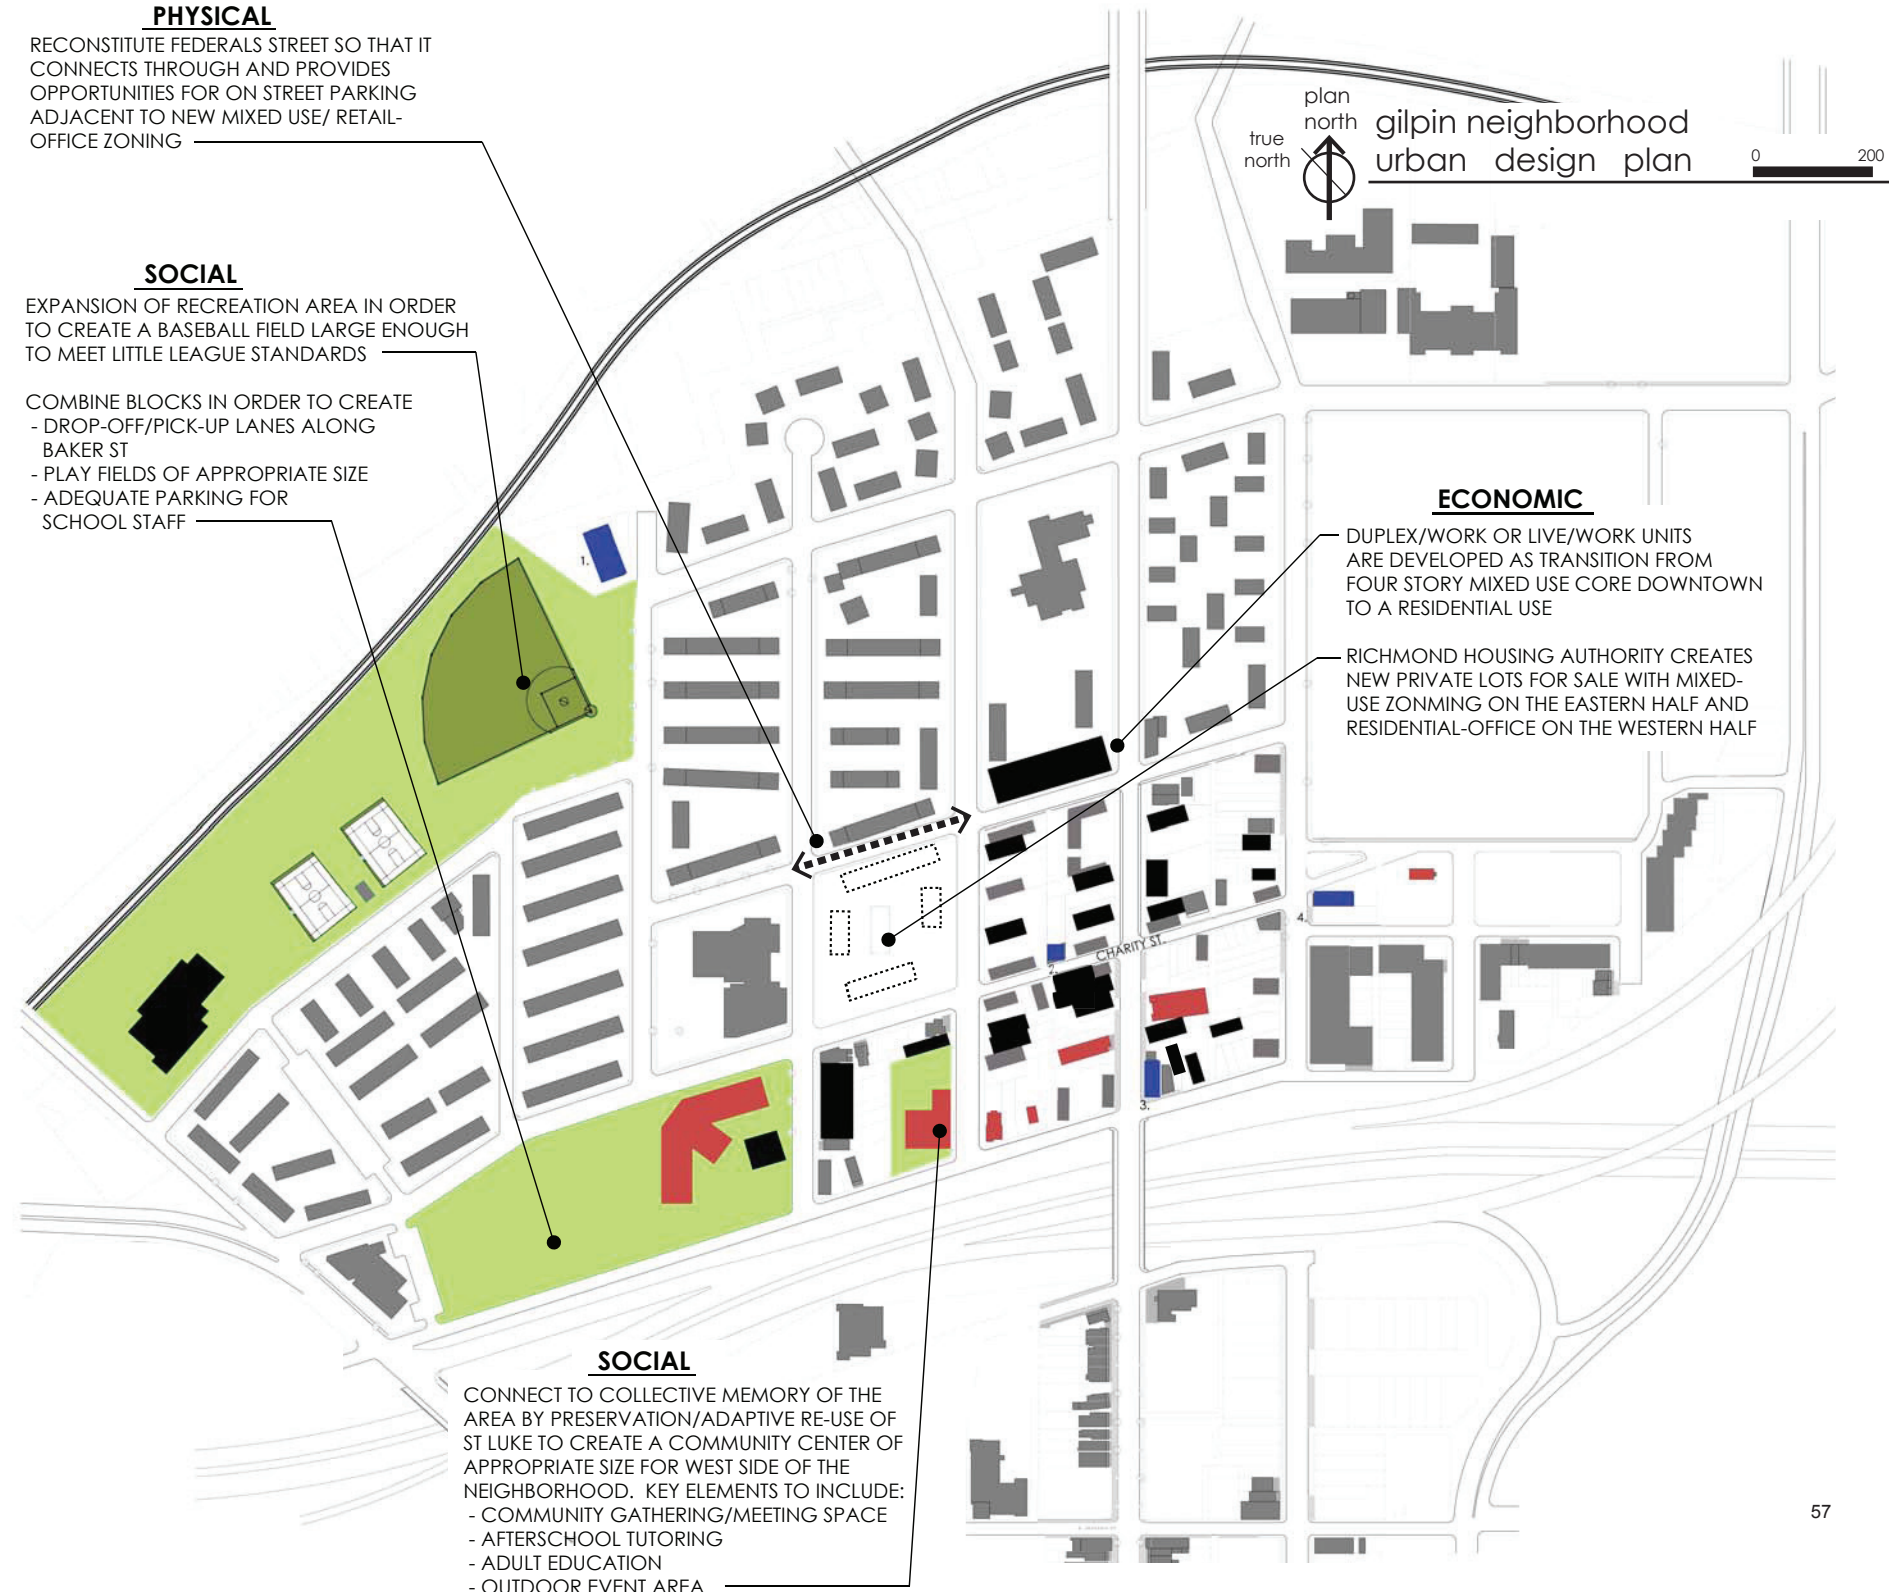 PHYSICAL
RECONSTITUTE FEDERALS STREET SO THAT IT
CONNECTS THROUGH AND PROVIDES
OPPORTUNITIES FOR ON STREET PARKING
ADJACENT TO NEW MIXED USE/ RETAIL-
OFFICE ZONING
plan
north
true
north
gilpin neighborhood
urban design plan
0 200
SOCIAL
EXPANSION OF RECREATION AREA IN ORDER
TO CREATE A BASEBALL FIELD LARGE ENOUGH
TO MEET LITTLE LEAGUE STANDARDS
COMBINE BLOCKS IN ORDER TO CREATE
- DROP-OFF/PICK-UP LANES ALONG
BAKER ST
- PLAY FIELDS OF APPROPRIATE SIZE
- ADEQUATE PARKING FOR
SCHOOL STAFF
ECONOMIC
DUPLEX/WORK OR LIVE/WORK UNITS
ARE DEVELOPED AS TRANSITION FROM
FOUR STORY MIXED USE CORE DOWNTOWN
TO A RESIDENTIAL USE
RICHMOND HOUSING AUTHORITY CREATES
NEW PRIVATE LOTS FOR SALE WITH MIXED-
USE ZONMING ON THE EASTERN HALF AND
RESIDENTIAL-OFFICE ON THE WESTERN HALF
1.
4.
CHARITY ST.
2.
3.
SOCIAL
CONNECT TO COLLECTIVE MEMORY OF THE
AREA BY PRESERVATION/ADAPTIVE RE-USE OF
ST LUKE TO CREATE A COMMUNITY CENTER OF
APPROPRIATE SIZE FOR WEST SIDE OF THE
NEIGHBORHOOD. KEY ELEMENTS TO INCLUDE:
- COMMUNITY GATHERING/MEETING SPACE
- AFTERSCHOOL TUTORING
- ADULT EDUCATION
- OUTDOOR EVENT AREA
57